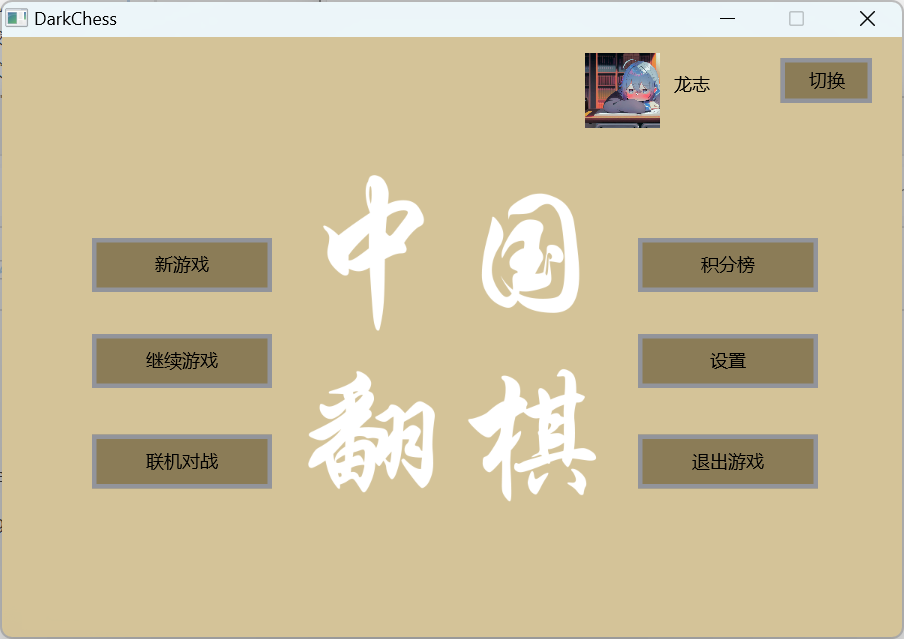 DarkChess
龙志
切换
中国
翻棋
新游戏
继续游戏
联机对战
积分榜
设置
退出游戏